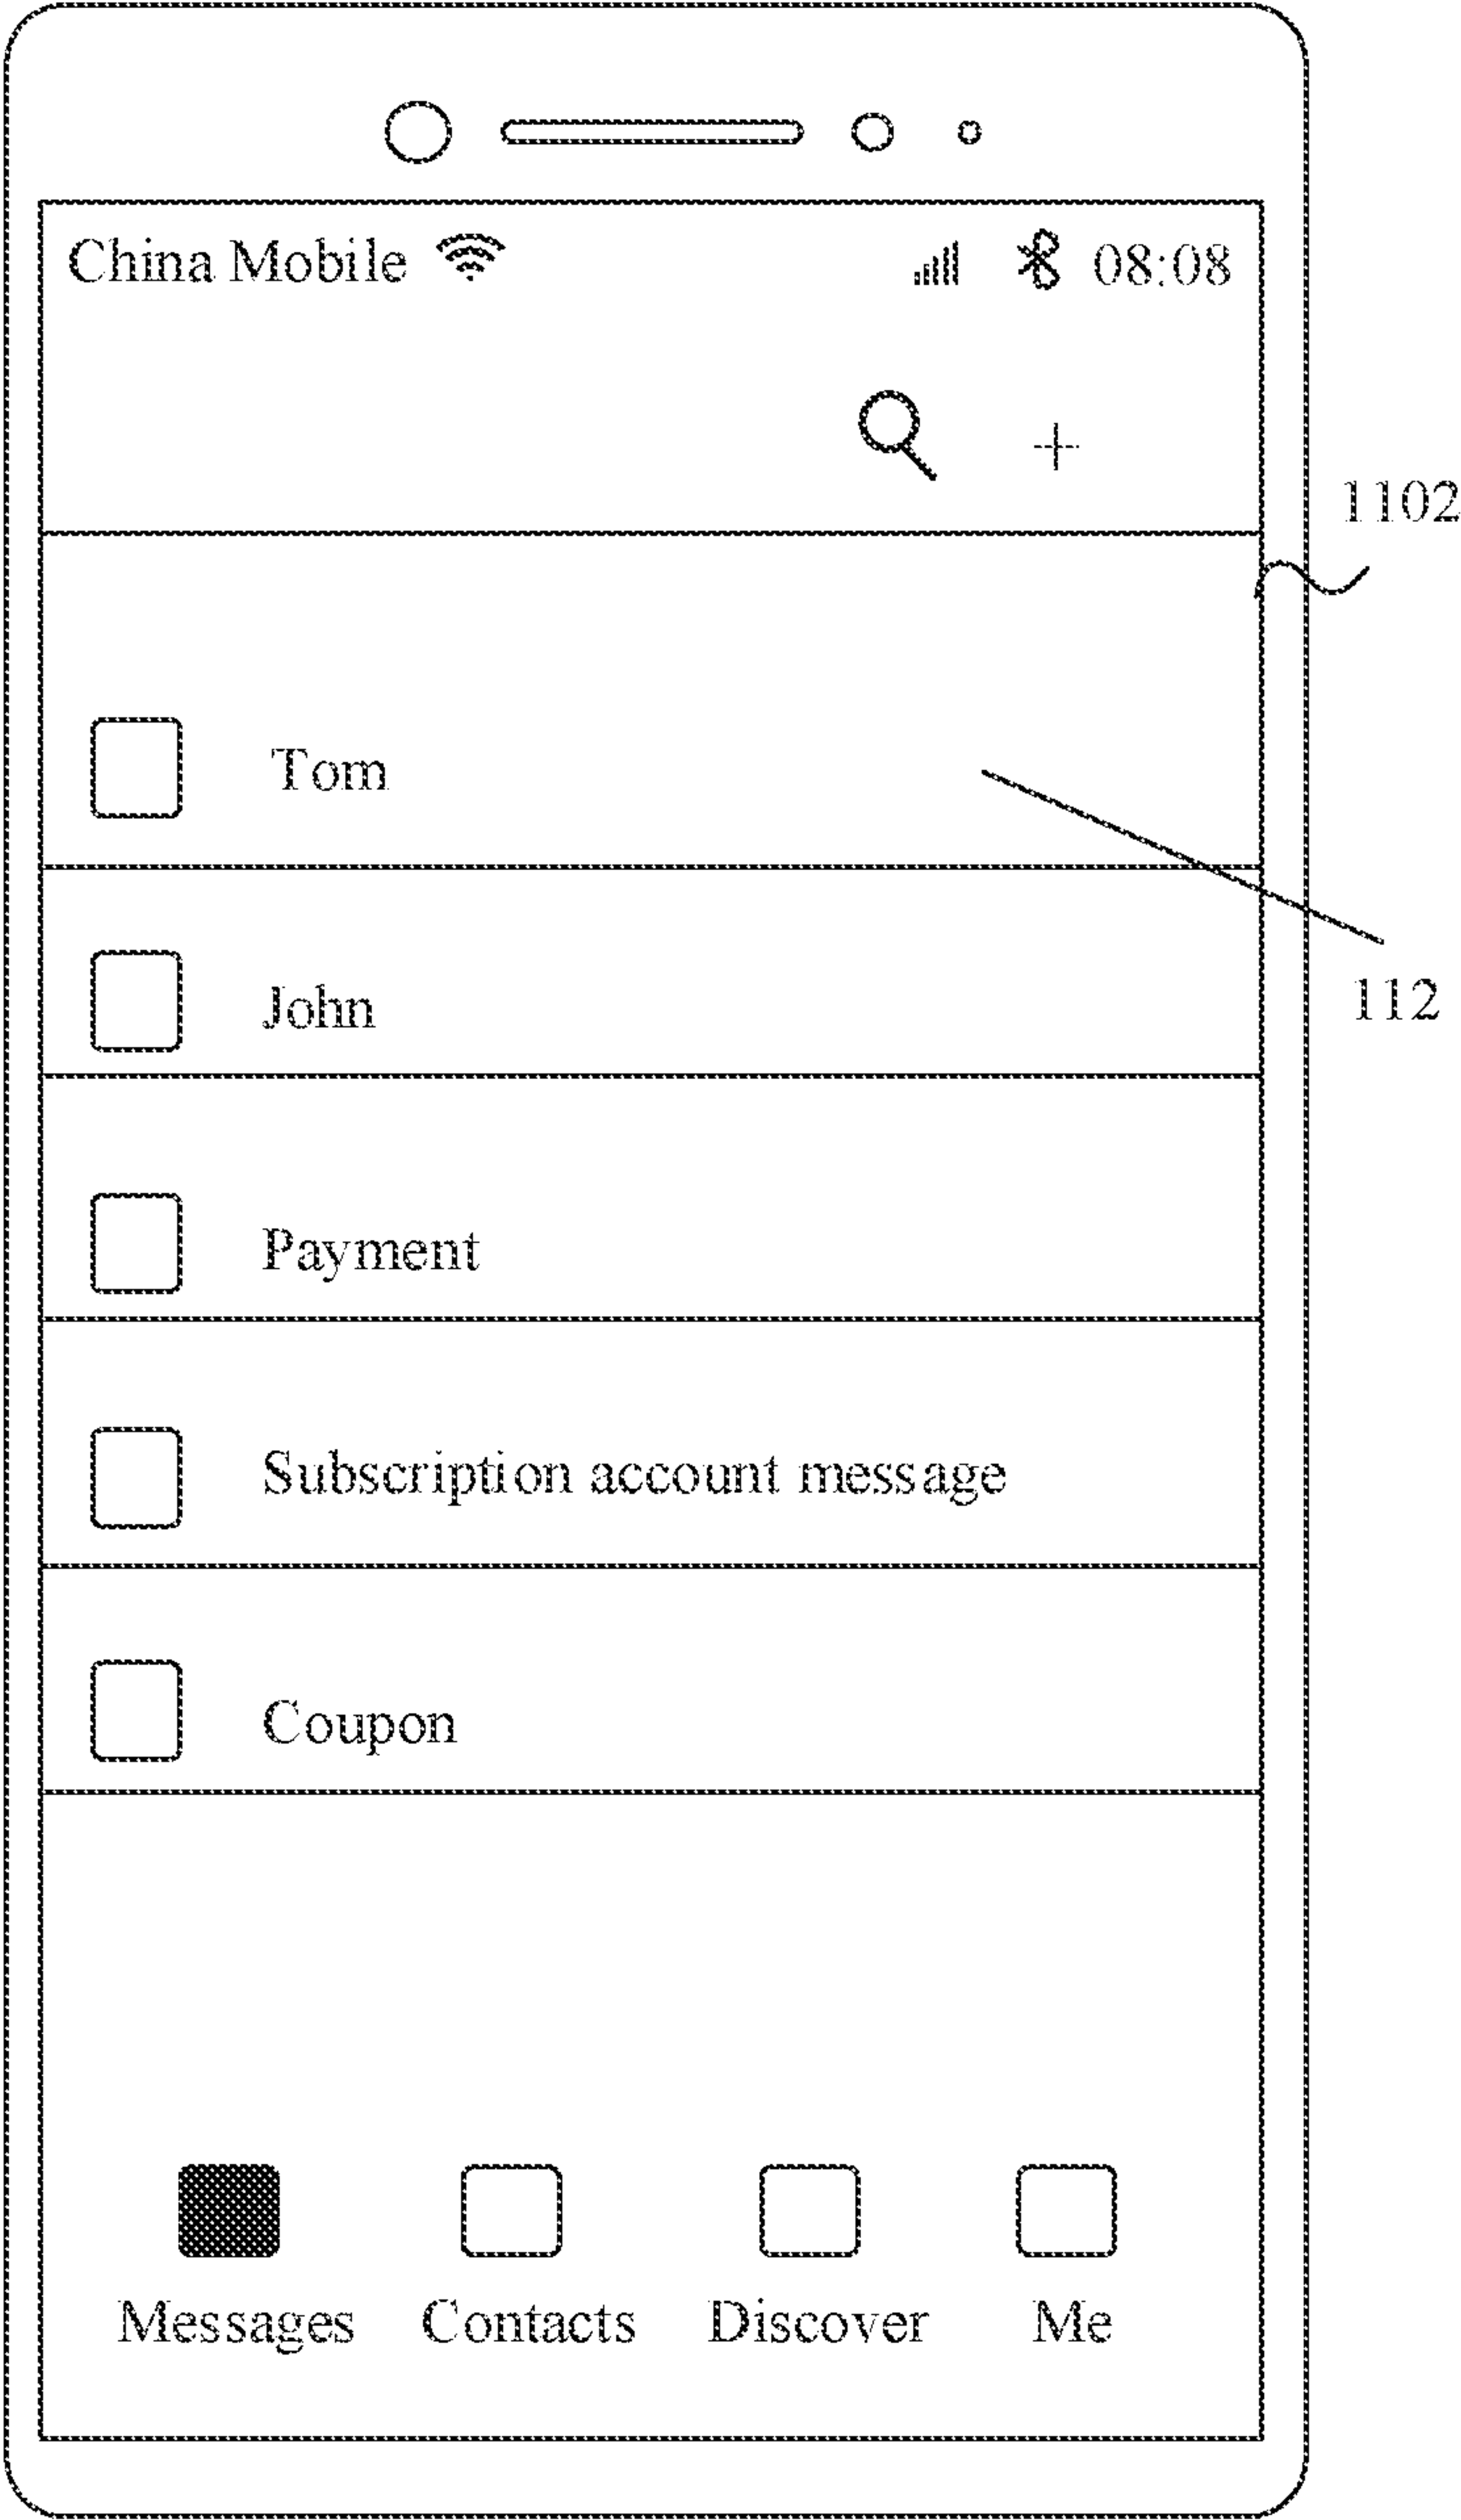 China Mobile 08:08
+
1102
Tom
112
John
Payment
Subscription account message
Coupon
Messages Contacts Discover Me